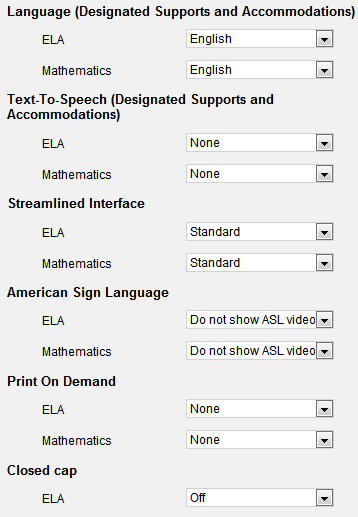 Language (Designated Supports and Accommodations)
ELA English
Mathematics English
Text-To-Speech (Designated Supports and
Accommodations)
ELA None
Mathematics None
Streamlined Interface
ELA Standard
Mathematics Standard
American Sign Language
ELA Do not show ASL video
Mathematics Do not show ASL video
Print On Demand
ELA None
Mathematics None
Closed cap
ELA Off